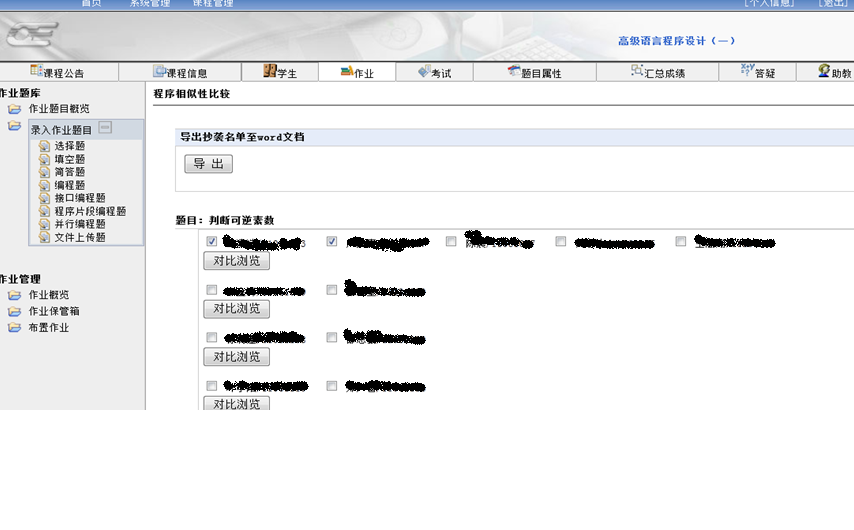 首页 系统管理 课程管理 [个人信息] [退出]
高级语言程序设计（一）
课程公告 课程信息 学生 作业 考试 题目属性 汇总成绩 答疑 助教
作业题库
作业题目概览
录入作业题目
选择题
填空题
简答题
编程题
接口编程题
程序片段编程题
并行编程题
文件上传题
作业管理
作业概览
作业保管箱
布置作业
程序相似性比较
导出抄袭名单至word文档
导 出
题目：判断可逆素数
对比浏览
对比浏览
对比浏览
对比浏览